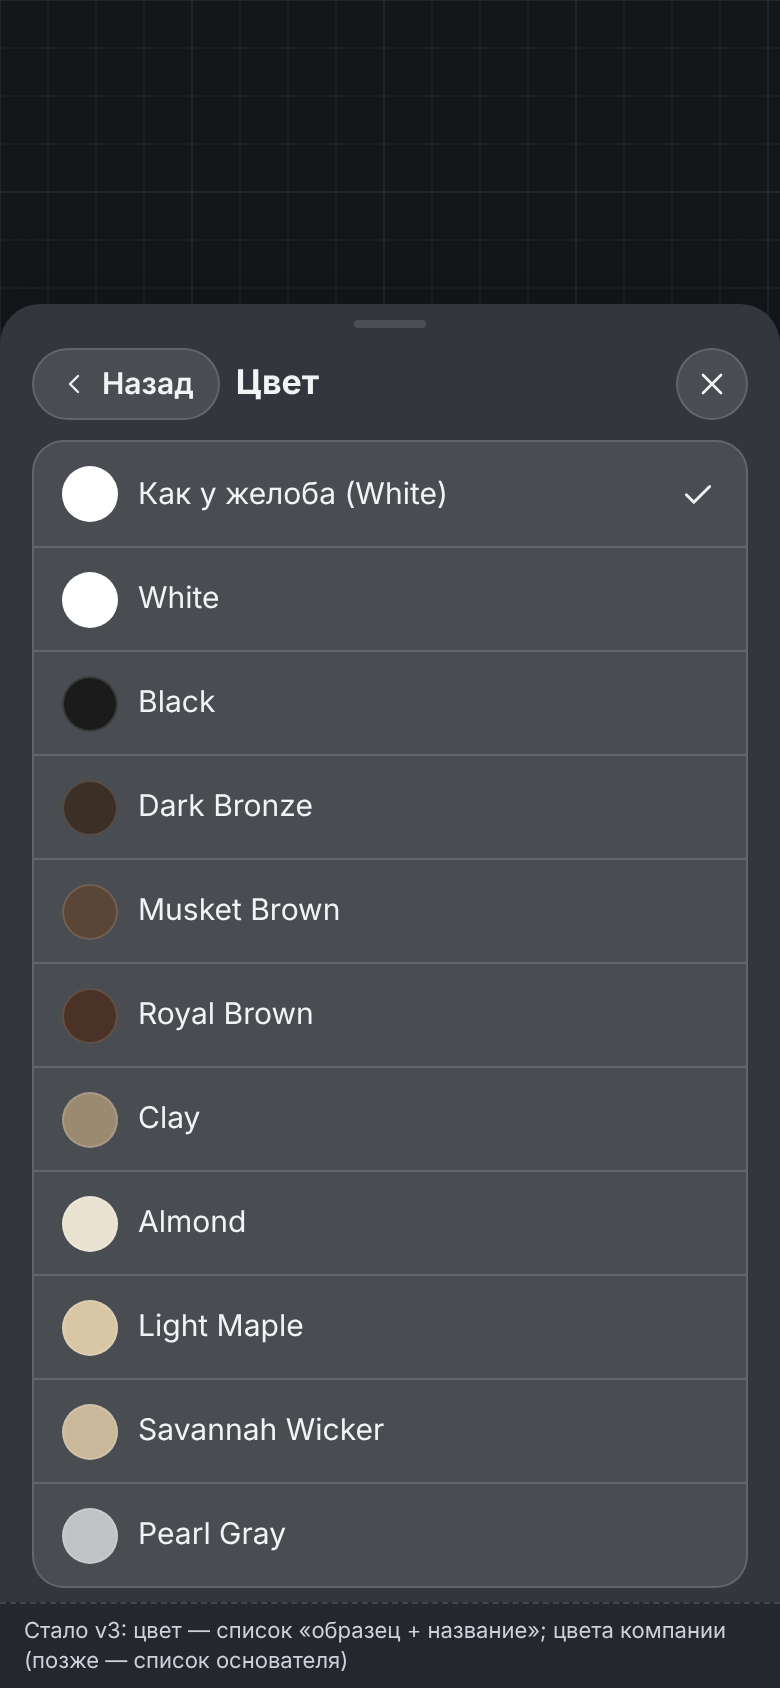 Назад Цвет
Как у желоба (White)
White
Black
Dark Bronze
Musket Brown
Royal Brown
Clay
Almond
Light Maple
Savannah Wicker
Pearl Gray
Стало v3: цвет — список «образец + название»; цвета компании
(позже — список основателя)